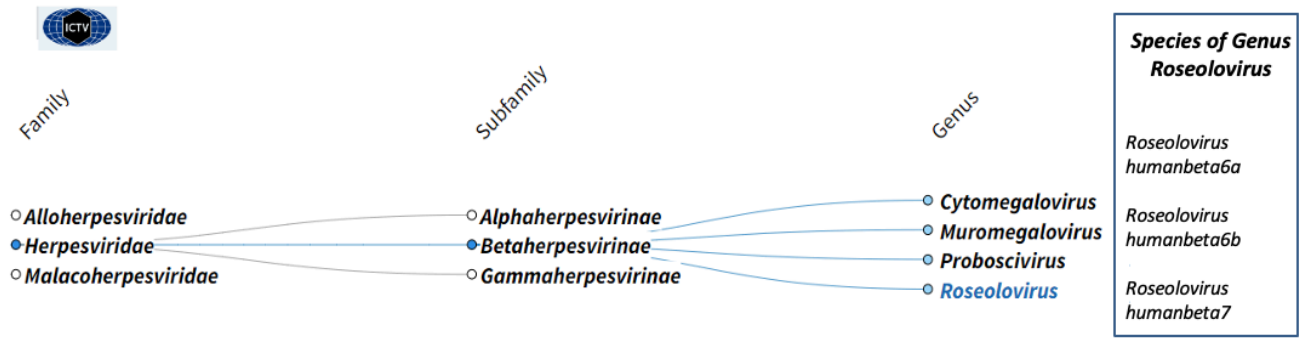 ICTV
Family
Subfamily
Genus
Alloherpesviridae
Herpesviridae
Malacoherpesviridae
Alphaherpesvirinae
Betaherpesvirinae
Gammaherpesvirinae
Cytomegalovirus
Muromegalovirus
Proboscivirus
Roseolovirus
Species of Genus
Roseolovirus
Roseolovirus
humanbeta6a
Roseolovirus
humanbeta6b
Roseolovirus
humanbeta7